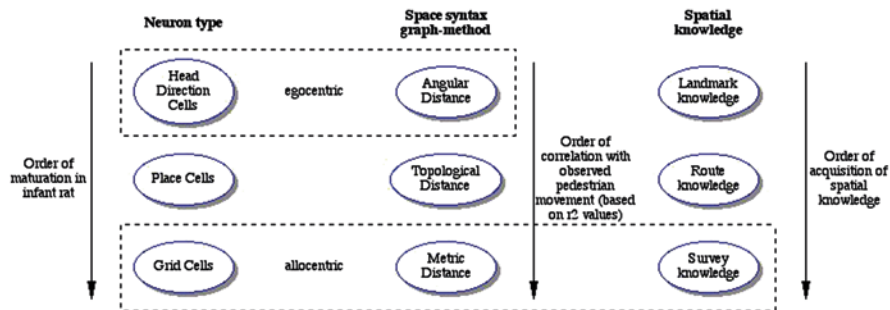 Neuron type
Space syntax
graph-method
Spatial
knowledge
Head
Direction
Cells
egocentric
Angular
Distance
Landmark
knowledge
Order of
maturation in
infant rat
Place Cells
Topological
Distance
Order of
correlation with
observed
pedestrian
movement (based
on r2 values)
Route
knowledge
Order of
acquisition of
spatial
knowledge
Grid Cells
allocentric
Metric
Distance
Survey
knowledge